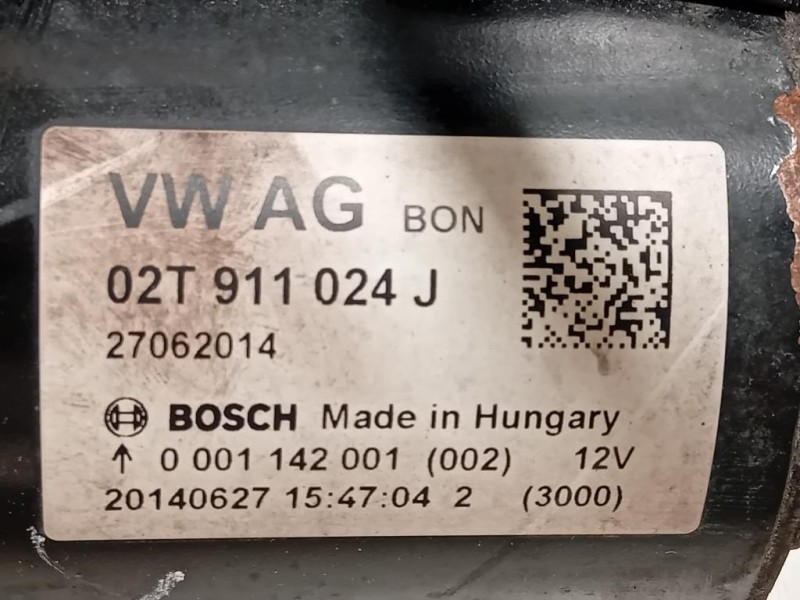 VW AG BON
02T 911 024 J
27062014
BOSCH Made in Hungary
↑ 0 001 142 001 (002) 12V
20140627 15:47:04 2 (3000)